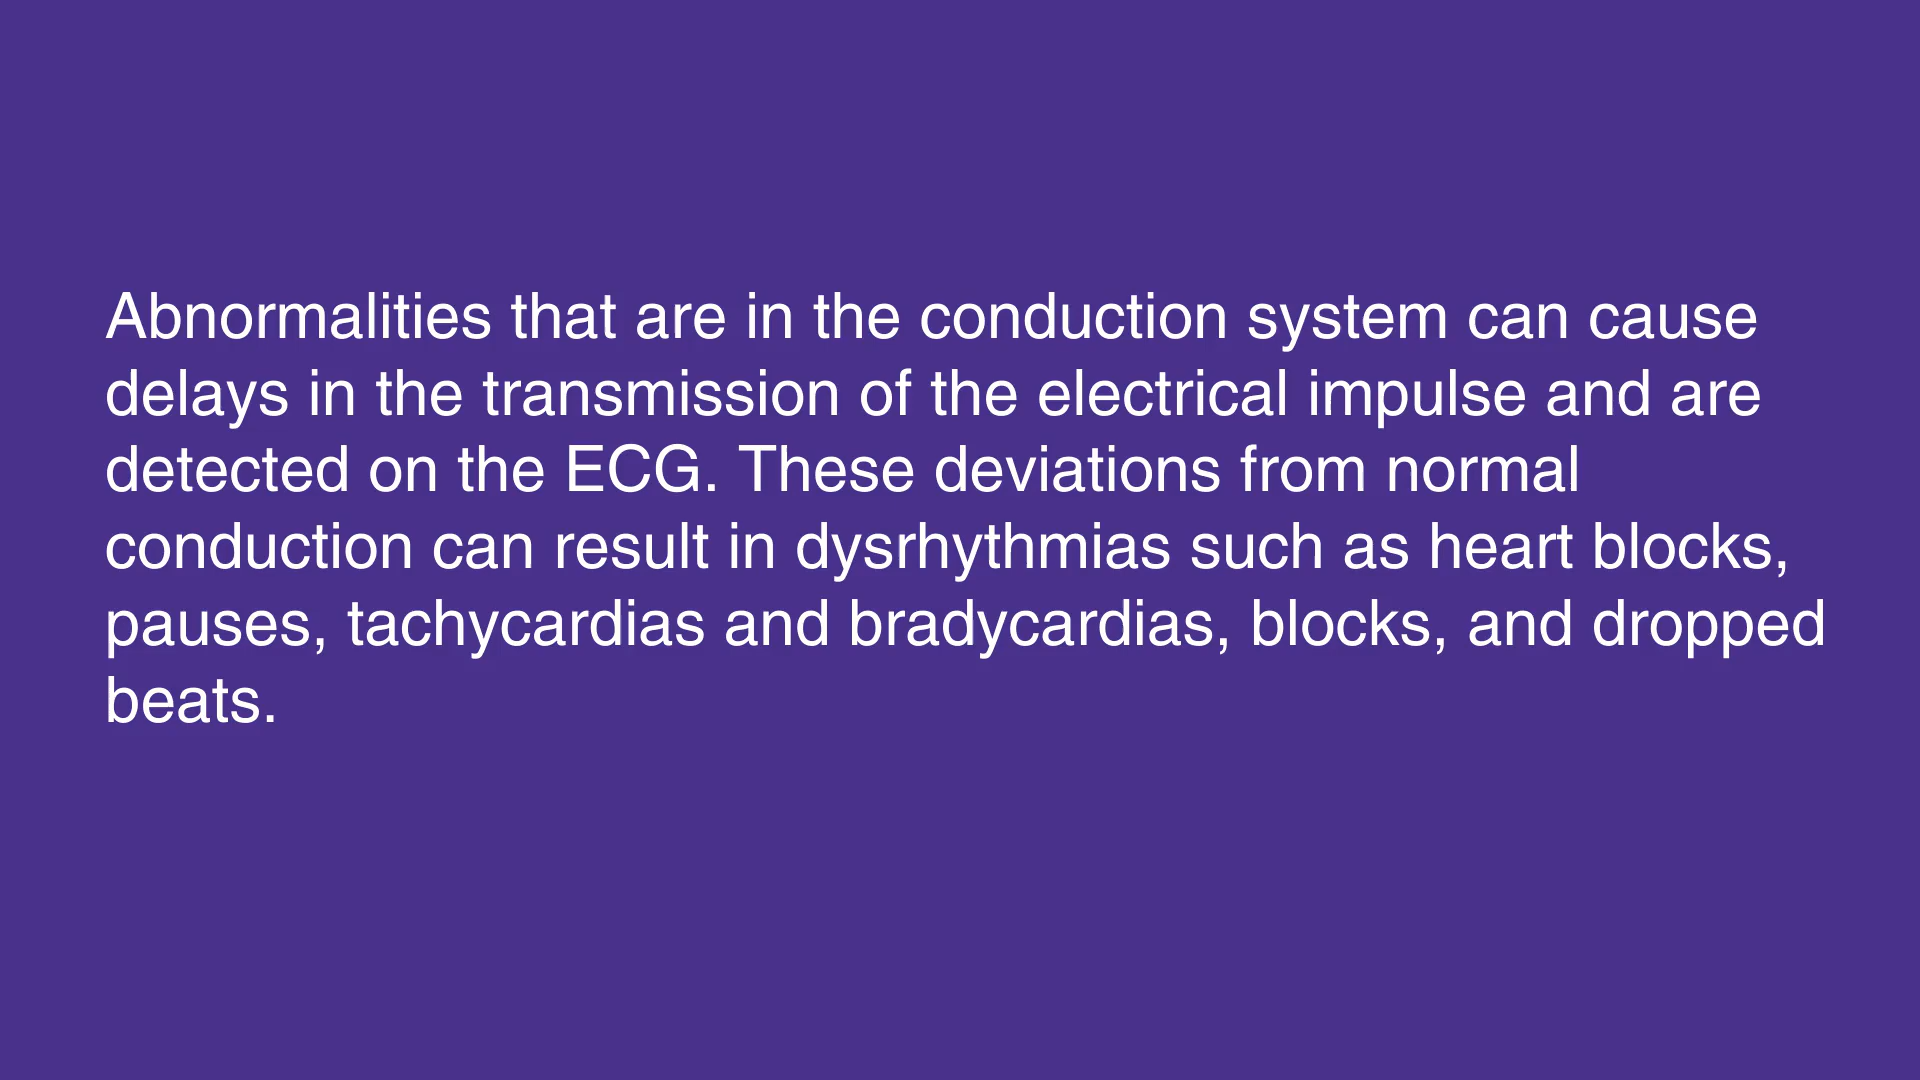 Abnormalities that are in the conduction system can cause
delays in the transmission of the electrical impulse and are
detected on the ECG. These deviations from normal
conduction can result in dysrhythmias such as heart blocks,
pauses, tachycardias and bradycardias, blocks, and dropped
beats.